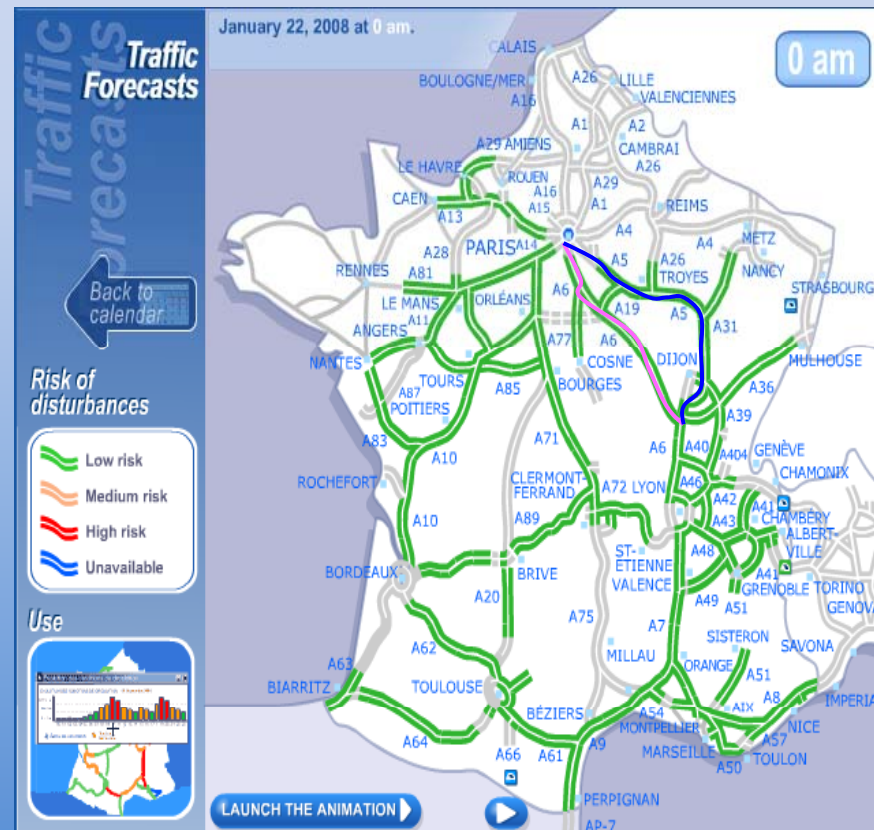 January 22, 2008 at 0 am.
0 am
Traffic
Forecasts
Traffic
orecasts
Back to
calendar
Risk of
disturbances
Low risk
Medium risk
High risk
Unavailable
Use
CALAIS
BOULOGNE/MER
A26
LILLE
A16
VALENCIENNES
A1
A2
A29
AMIENS
CAMBRAI
LE HAVRE
A26
ROUEN
A16
A29
CAEN
A15
A1
REIMS
A13
A28
PARIS
A14
A4
A4
METZ
A5
A26
RENNES
A81
TROYES
NANCY
STRASBOURG
LE MANS
ORLÉANS
A6
A19
A5
A31
ANGERS
A11
A77
A6
DIJON
NANTES
COSNE
MULHOUSE
TOURS
A85
BOURGES
A36
A87
POITIERS
A39
A83
A71
A6
A40
A404
GENÈVE
A10
CLERMONT-
FERRAND
A72
LYON
A46
CHAMONIX
ROCHEFORT
A42
A41
A10
A89
A43
CHAMBÉRY
ALBERT-
VILLE
ST-
ETIENNE
A48
BORDEAUX
BRIVE
VALENCE
A41
GRENOBLE
TORINO
A20
A49
A51
GENOVA
A75
A7
SISTERON
A62
MILLAU
SAVONA
A63
ORANGE
A51
BIARRITZ
TOULOUSE
A8
IMPERIA
BÉZIERS
A54
AIX
NICE
MONTPELLIER
A57
A64
A66
A61
A9
MARSEILLE
A50
TOULON
PERPIGNAN
AP-7
LAUNCH THE ANIMATION